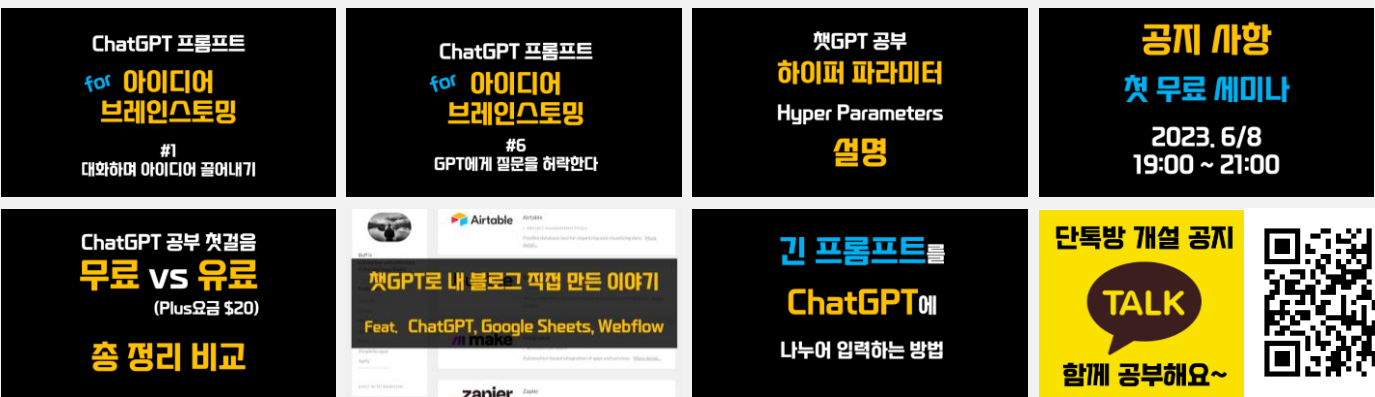 ChatGPT 프롬프트
for 아이디어
브레인스토밍
#1
대화하며 아이디어 끌어내기
ChatGPT 프롬프트
for 아이디어
브레인스토밍
#6
GPT에게 질문을 허락한다
챗GPT 공부
하이퍼 파라미터
Hyper Parameters
설명
공지 사항
첫 무료 세미나
2023. 6/8
19:00 ~ 21:00
ChatGPT 공부 첫걸음
무료 vs 유료
(Plus요금 $20)
총 정리 비교
Airtable
Airtable
챗GPT로 내 블로그 직접 만든 이야기
Feat. ChatGPT, Google Sheets, Webflow
make
zapier
Zapier
긴 프롬프트를
ChatGPT에
나누어 입력하는 방법
단톡방 개설 공지
TALK
함께 공부해요~